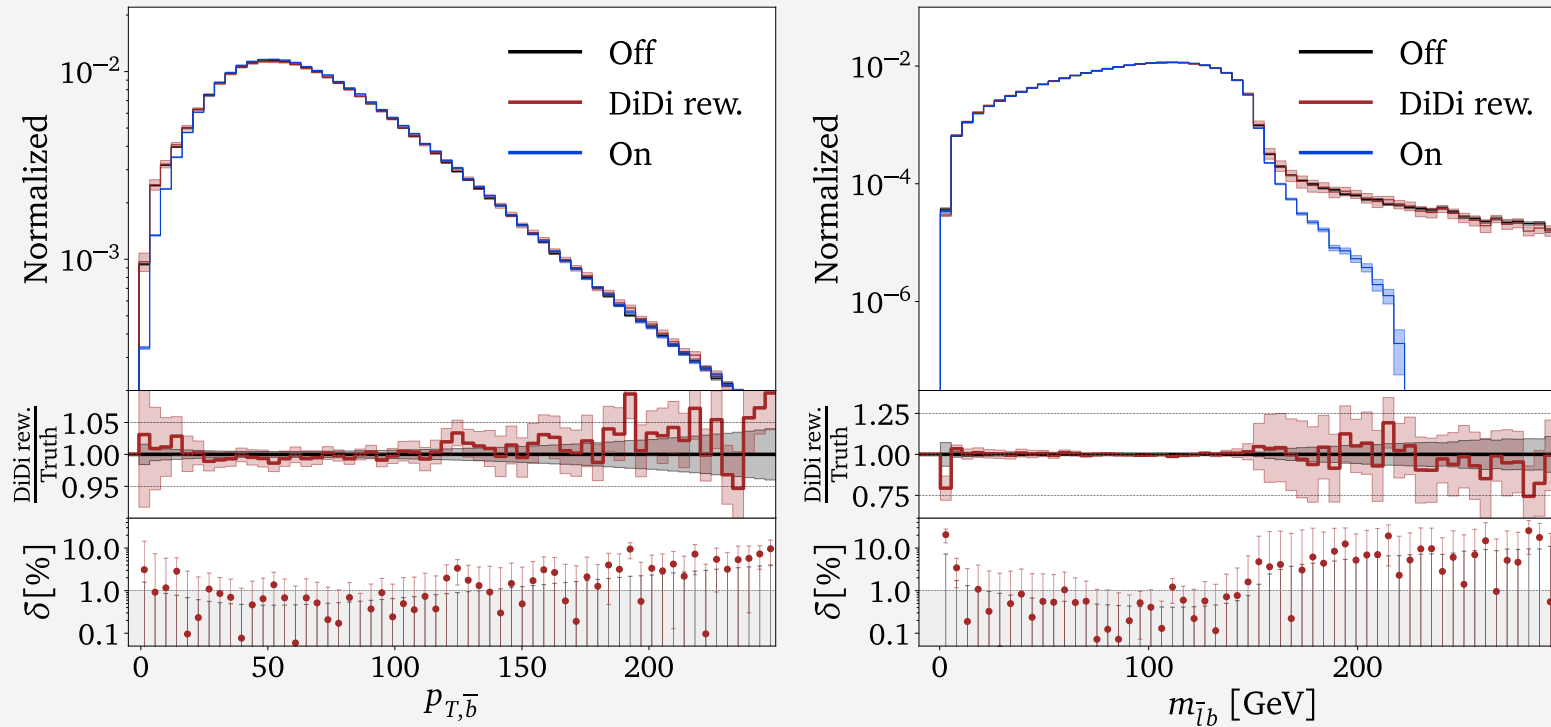 Normalized
10⁻²
10⁻³
Off
DiDi rew.
On
DiDi rew.
Truth
1.05
1.00
0.95
δ[%]
10.0
1.0
0.1
0 50 100 150 200
p_{T,b̅}
Normalized
10⁻²
10⁻⁴
10⁻⁶
Off
DiDi rew.
On
DiDi rew.
Truth
1.25
1.00
0.75
δ[%]
10.0
1.0
0.1
0 100 200
m_{l̅b} [GeV]